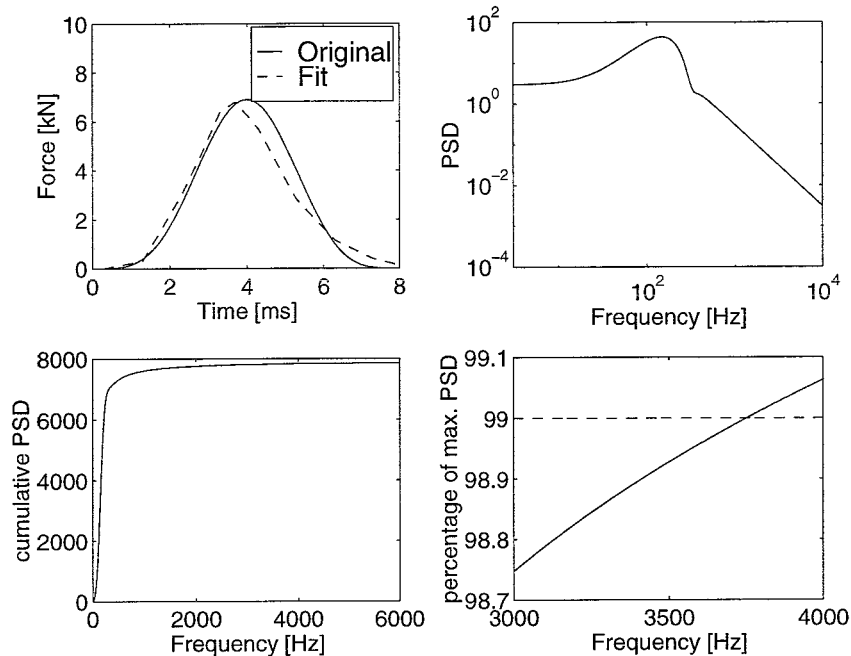 10
8
6
4
2
0
Force [kN]
Original
Fit
0 2 4 6 8
Time [ms]
10^2
10^0
10^-2
10^-4
PSD
10^2 10^4
Frequency [Hz]
8000
6000
4000
2000
0
cumulative PSD
0 2000 4000 6000
Frequency [Hz]
99.1
99
98.9
98.8
98.7
percentage of max. PSD
3000 3500 4000
Frequency [Hz]